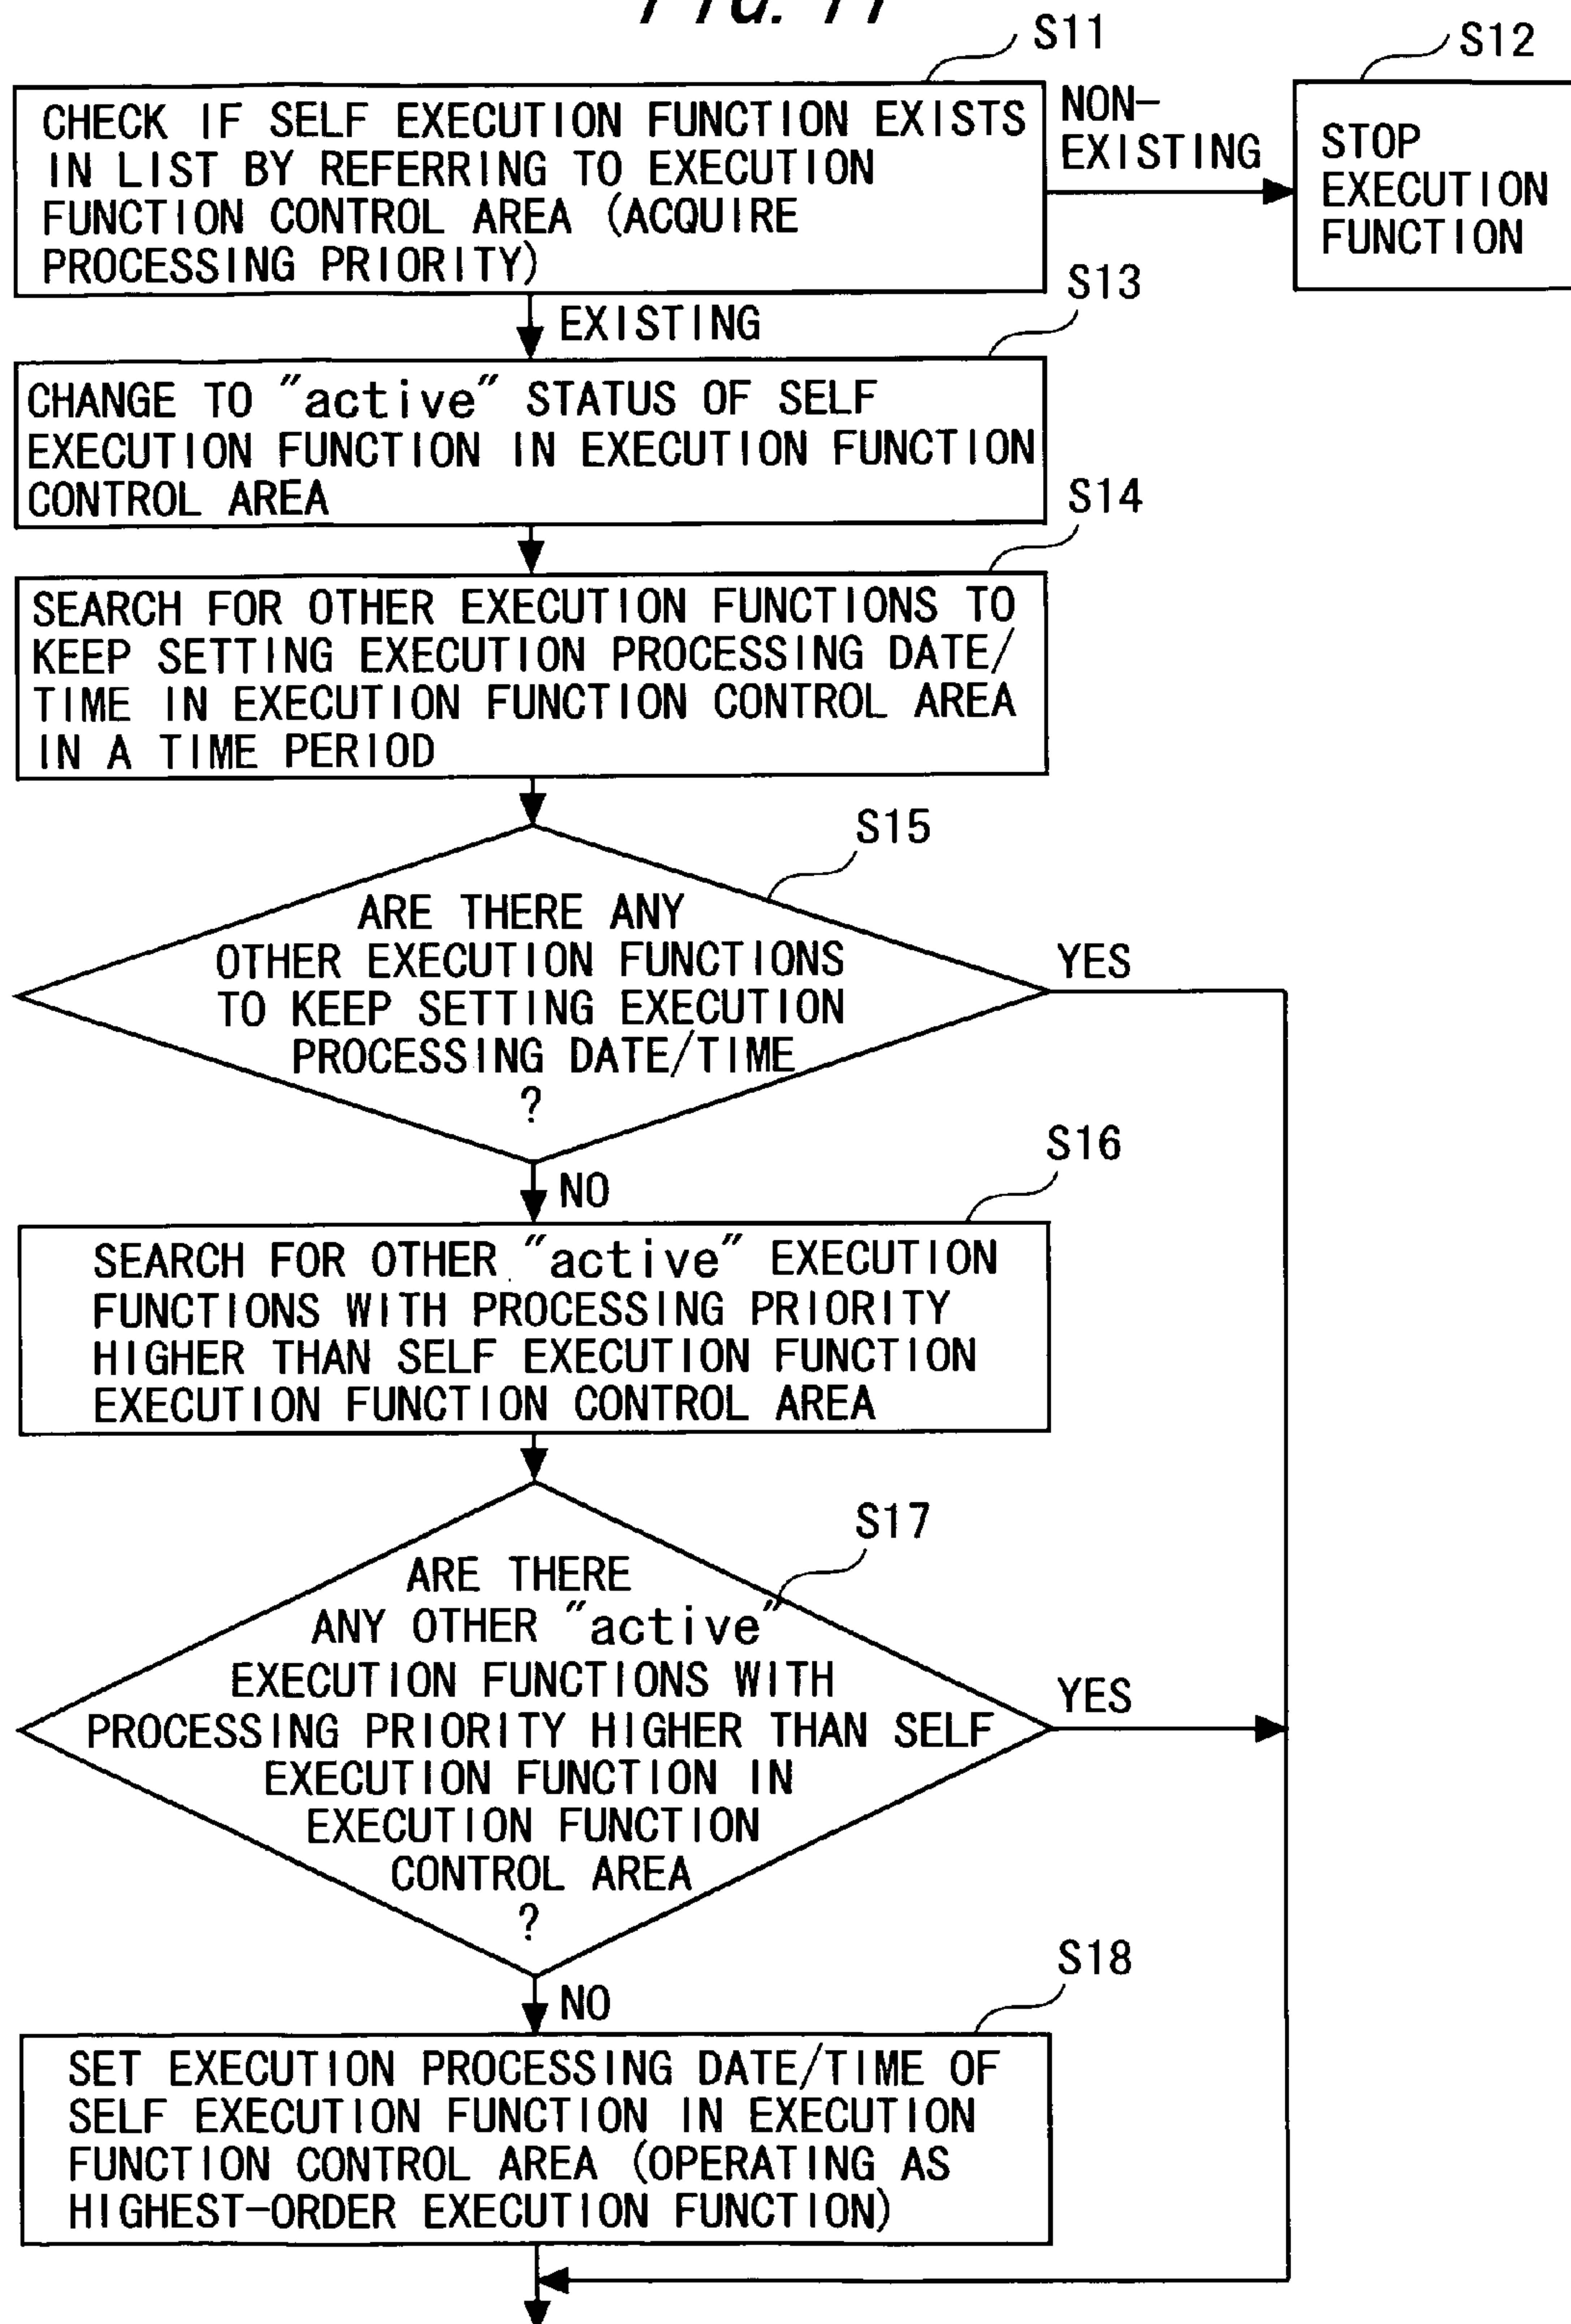 FIG. 11
S11
CHECK IF SELF EXECUTION FUNCTION EXISTS
IN LIST BY REFERRING TO EXECUTION
FUNCTION CONTROL AREA (ACQUIRE
PROCESSING PRIORITY)
NON-
EXISTING
S12
STOP
EXECUTION
FUNCTION
EXISTING
S13
CHANGE TO "active" STATUS OF SELF
EXECUTION FUNCTION IN EXECUTION FUNCTION
CONTROL AREA
S14
SEARCH FOR OTHER EXECUTION FUNCTIONS TO
KEEP SETTING EXECUTION PROCESSING DATE/
TIME IN EXECUTION FUNCTION CONTROL AREA
IN A TIME PERIOD
S15
ARE THERE ANY
OTHER EXECUTION FUNCTIONS
TO KEEP SETTING EXECUTION
PROCESSING DATE/TIME
?
YES
NO
S16
SEARCH FOR OTHER "active" EXECUTION
FUNCTIONS WITH PROCESSING PRIORITY
HIGHER THAN SELF EXECUTION FUNCTION
EXECUTION FUNCTION CONTROL AREA
S17
ARE THERE
ANY OTHER "active"
EXECUTION FUNCTIONS WITH
PROCESSING PRIORITY HIGHER THAN SELF
EXECUTION FUNCTION IN
EXECUTION FUNCTION
CONTROL AREA
?
YES
NO
S18
SET EXECUTION PROCESSING DATE/TIME OF
SELF EXECUTION FUNCTION IN EXECUTION
FUNCTION CONTROL AREA (OPERATING AS
HIGHEST-ORDER EXECUTION FUNCTION)